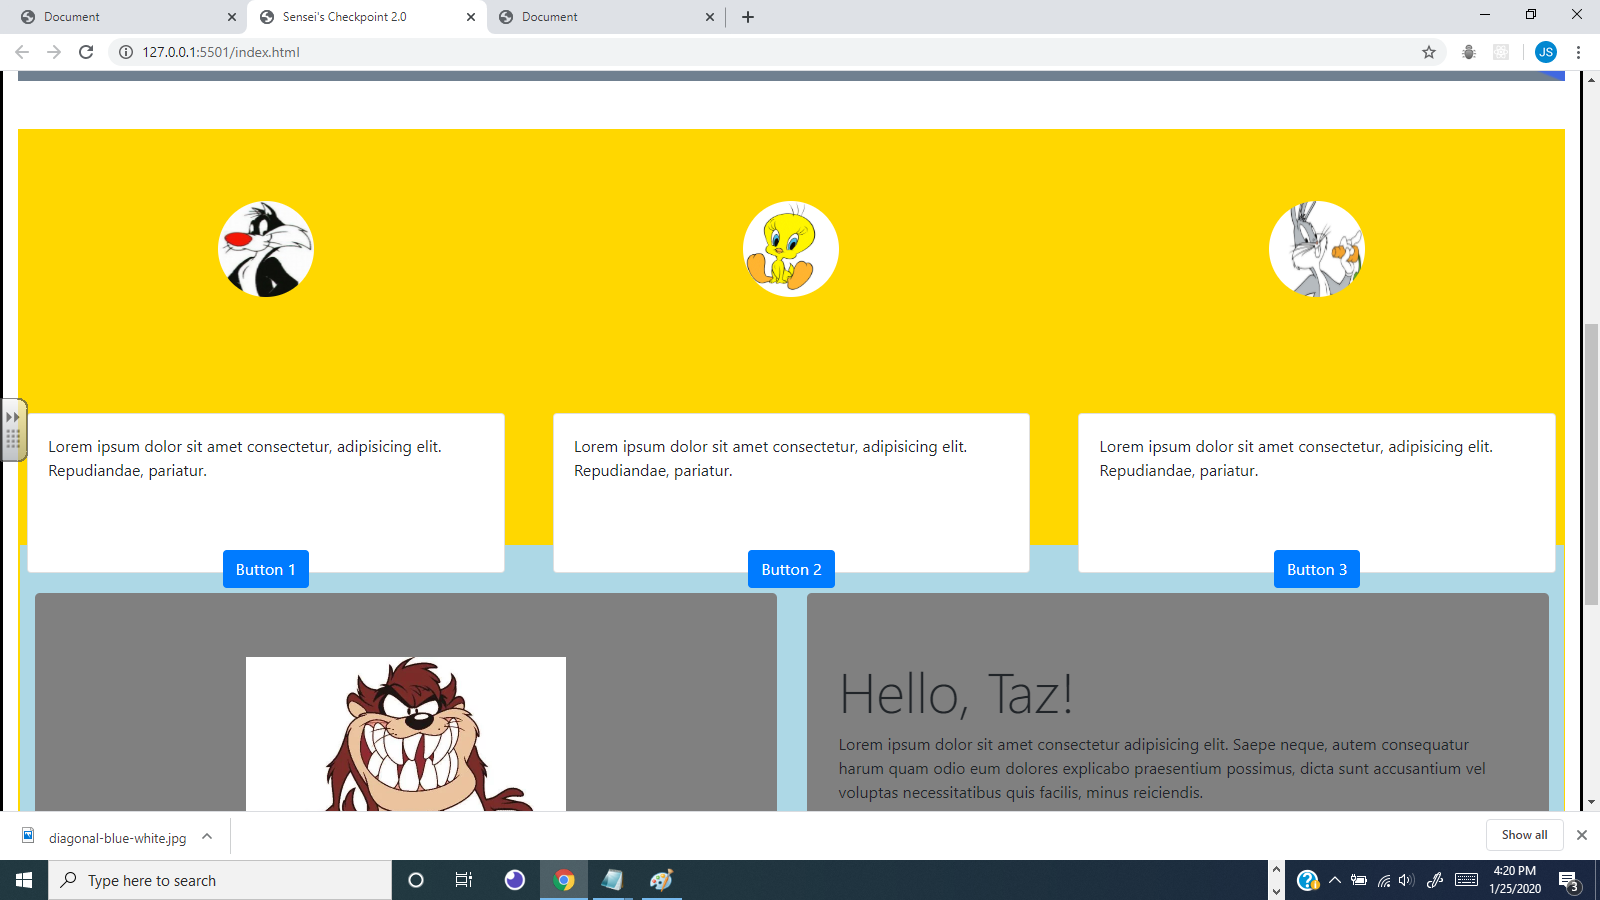 Document
Sensei's Checkpoint 2.0
Document
127.0.0.1:5501/index.html
JS
Lorem ipsum dolor sit amet consectetur, adipisicing elit.
Repudiandae, pariatur.
Button 1
Lorem ipsum dolor sit amet consectetur, adipisicing elit.
Repudiandae, pariatur.
Button 2
Lorem ipsum dolor sit amet consectetur, adipisicing elit.
Repudiandae, pariatur.
Button 3
Hello, Taz!
Lorem ipsum dolor sit amet consectetur adipisicing elit. Saepe neque, autem consequatur
harum quam odio eum dolores explicabo praesentium possimus, dicta sunt accusantium vel
voluptas necessitatibus quis facilis, minus reiciendis.
diagonal-blue-white.jpg
Show all
Type here to search
4:20 PM
1/25/2020
3